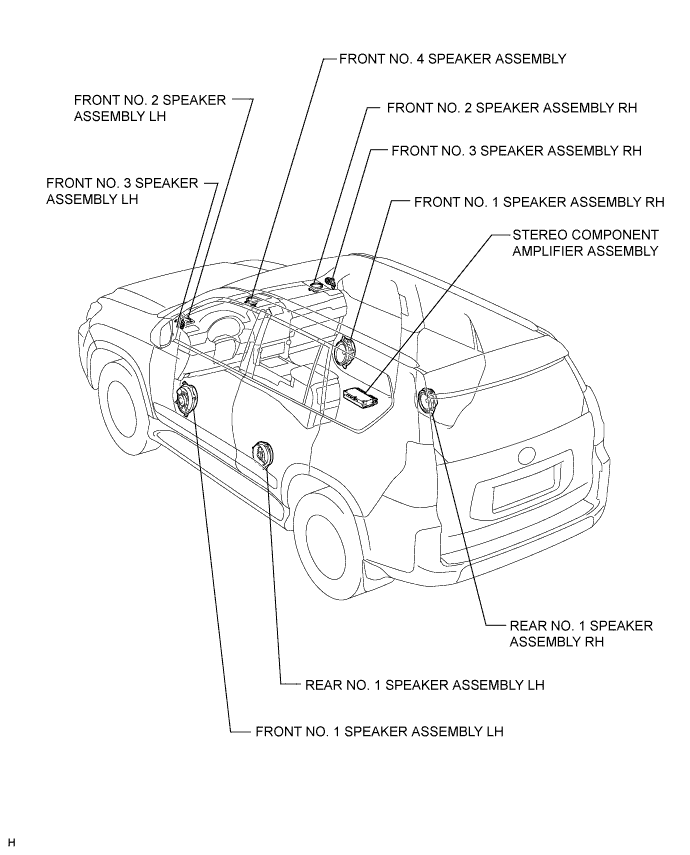 FRONT NO. 4 SPEAKER ASSEMBLY
FRONT NO. 2 SPEAKER
ASSEMBLY LH
FRONT NO. 2 SPEAKER ASSEMBLY RH
FRONT NO. 3 SPEAKER ASSEMBLY RH
FRONT NO. 3 SPEAKER
ASSEMBLY LH
FRONT NO. 1 SPEAKER ASSEMBLY RH
STEREO COMPONENT
AMPLIFIER ASSEMBLY
REAR NO. 1 SPEAKER
ASSEMBLY RH
REAR NO. 1 SPEAKER ASSEMBLY LH
FRONT NO. 1 SPEAKER ASSEMBLY LH
H